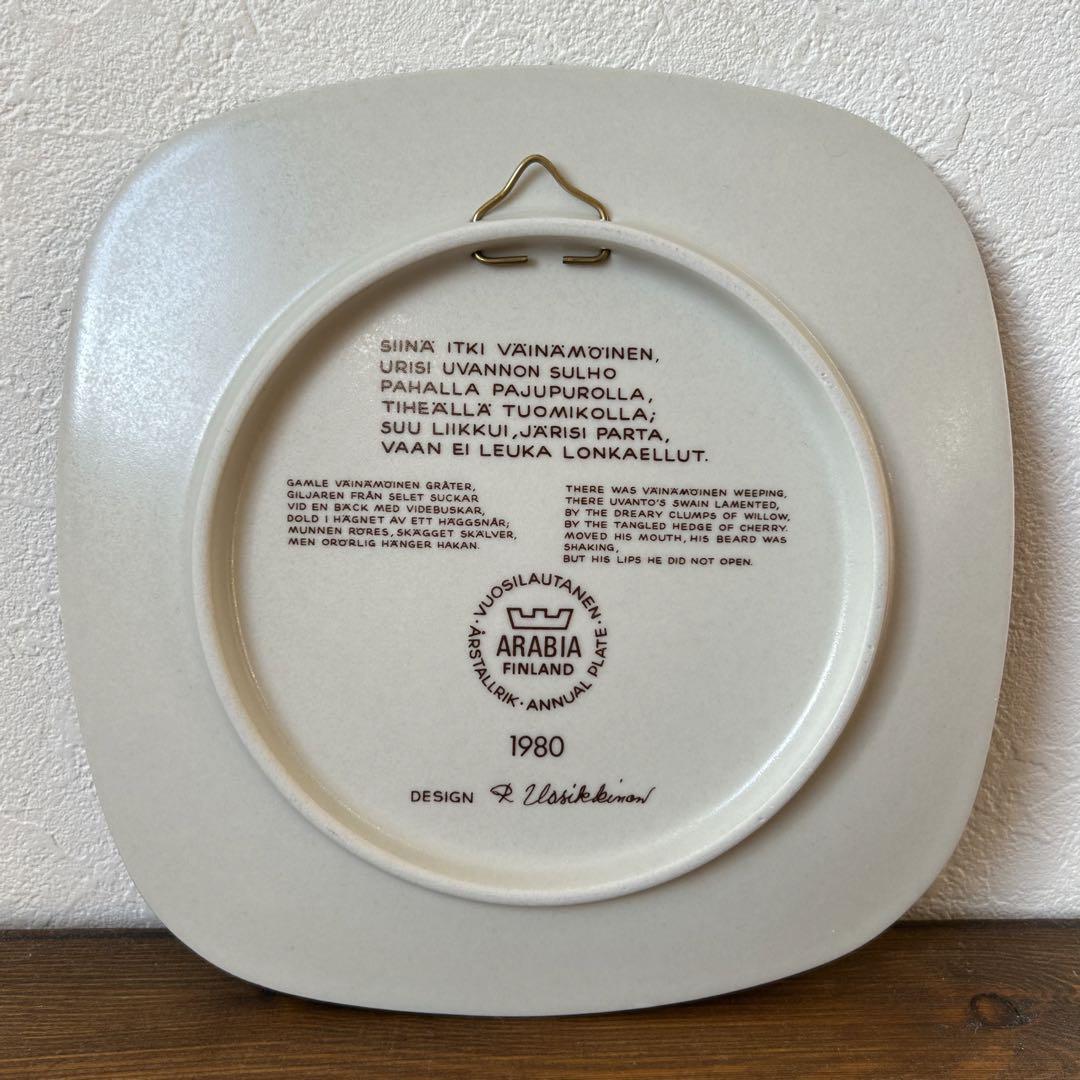 SIINÄ ITKI VÄINÄMÖINEN,
URISI UVANNON SULHO
PAHALLA PAJUPUROLLA,
TIHEÄLLÄ TUOMIKOLLA;
SUU LIIKKUI, JÄRISI PARTA,
VAAN EI LEUKA LONKAELLUT.
GAMLE VÄINÄMÖINEN GRÅTER,
GILJAREN FRÅN SELET SUCKAR
VID EN BÄCK MED VIDEBUSKAR,
DOLD I HÄGNET AV ETT HÄGGSNÅR;
MUNNEN RÖRES, SKÄGGET SKÄLVER,
MEN ORÖRLIG HÄNGER HAKAN.
THERE WAS VÄINÄMÖINEN WEEPING,
THERE UVANTO'S SWAIN LAMENTED,
BY THE DREARY CLUMPS OF WILLOW,
BY THE TANGLED HEDGE OF CHERRY.
MOVED HIS MOUTH, HIS BEARD WAS
SHAKING,
BUT HIS LIPS HE DID NOT OPEN.
· VUOSILAUTANEN ·
ARABIA
FINLAND
ÅRSTALLRIK · ANNUAL PLATE
1980
DESIGN R Uosikkinen